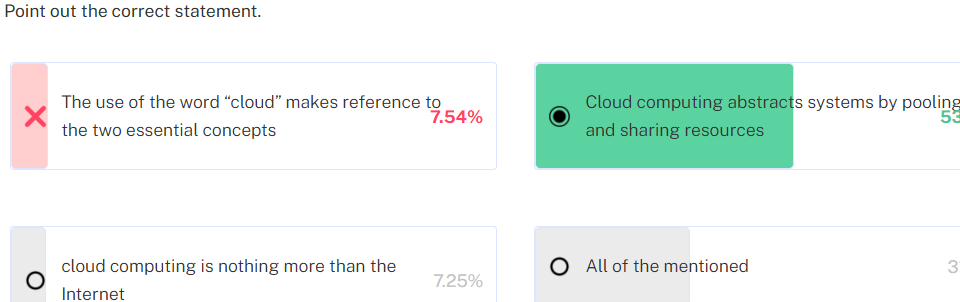 Point out the correct statement.
The use of the word “cloud” makes reference to
the two essential concepts
7.54%
Cloud computing abstracts systems by pooling
and sharing resources
53
cloud computing is nothing more than the
Internet
7.25%
All of the mentioned